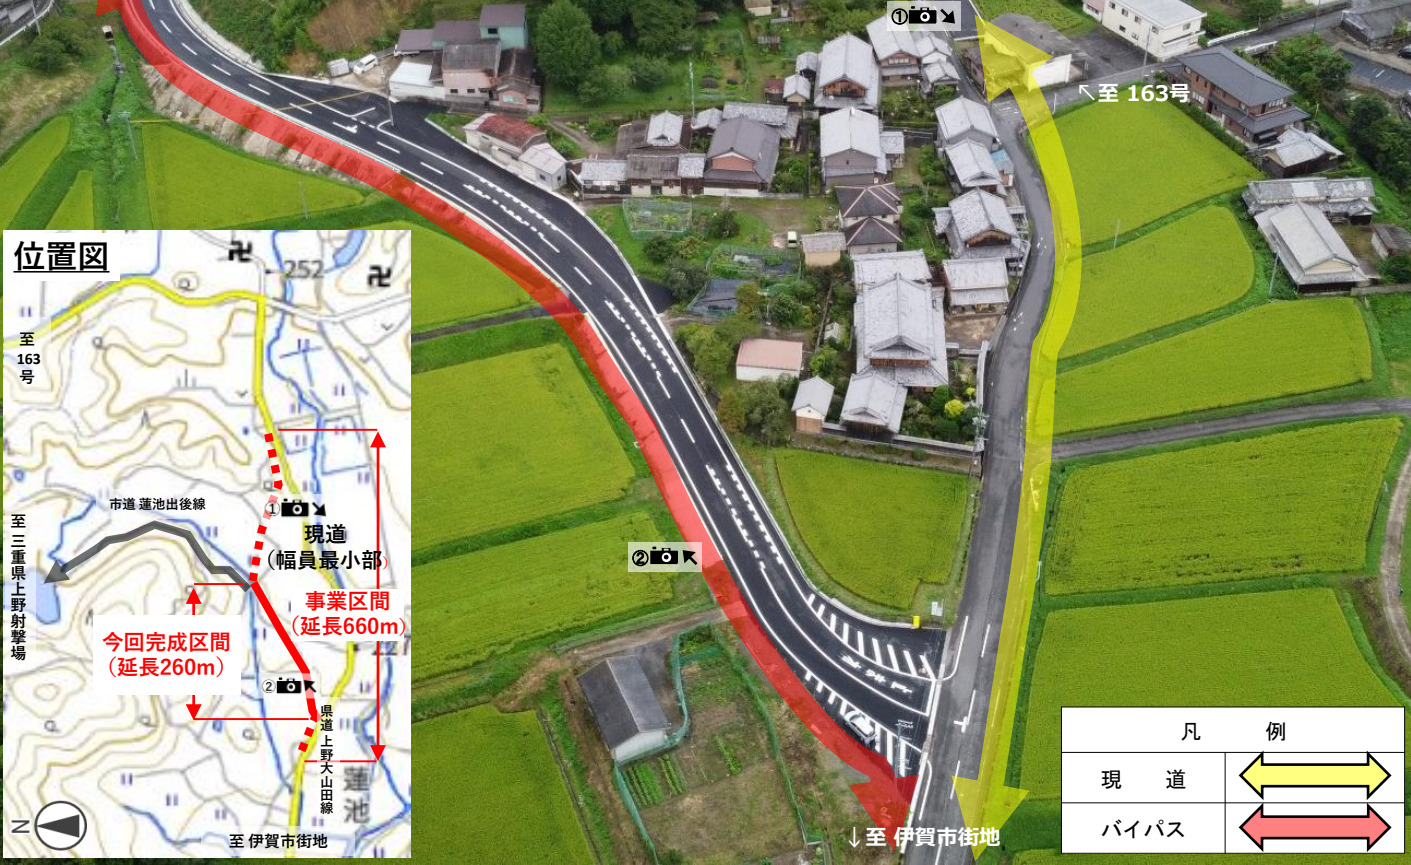 ①
↖至 163号
位置図
252
至
163
号
市道 蓮池出後線
①
現道
(幅員最小部)
至 三重県上野射撃場
事業区間
(延長660m)
今回完成区間
(延長260m)
227
②
②
県道 上野大山田線
蓮池
N
至 伊賀市街地
止まれ
↓至 伊賀市街地
凡 例
現 道
バイパス